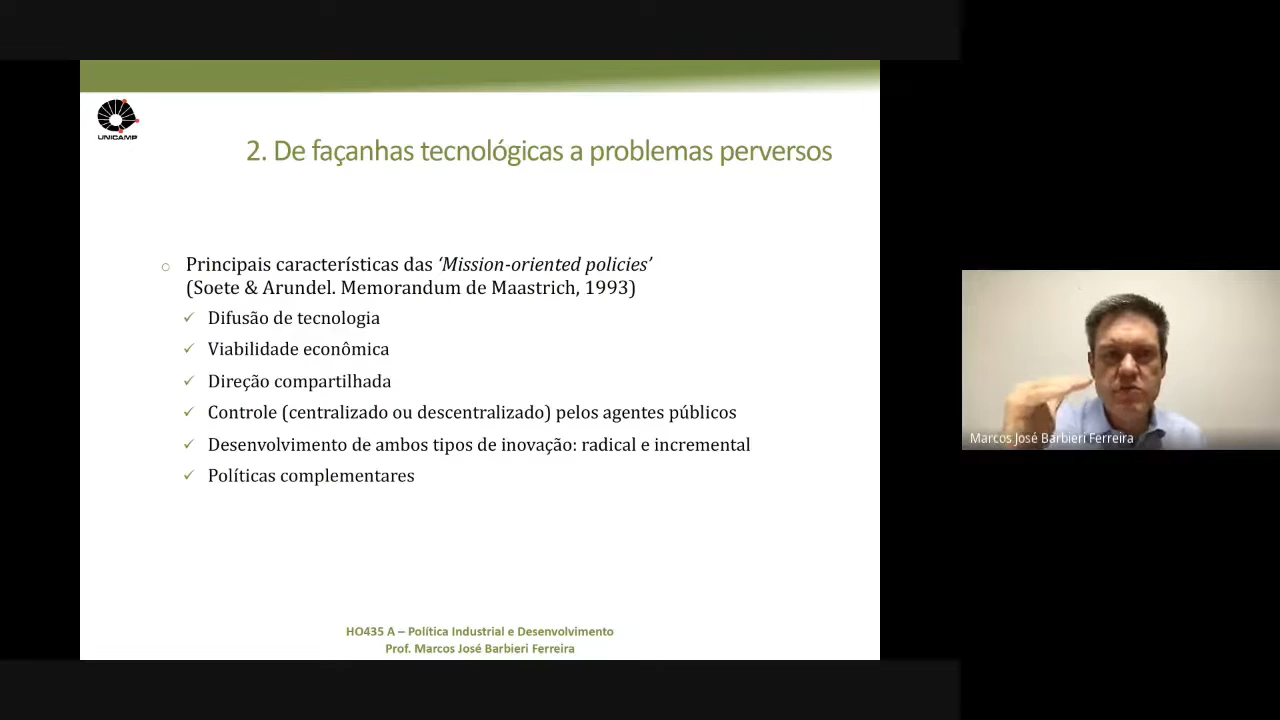 UNICAMP
2. De façanhas tecnológicas a problemas perversos
Principais características das ‘Mission-oriented policies’
(Soete & Arundel. Memorandum de Maastrich, 1993)
Difusão de tecnologia
Viabilidade econômica
Direção compartilhada
Controle (centralizado ou descentralizado) pelos agentes públicos
Desenvolvimento de ambos tipos de inovação: radical e incremental
Políticas complementares
HO435 A – Política Industrial e Desenvolvimento
Prof. Marcos José Barbieri Ferreira
Marcos José Barbieri Ferreira